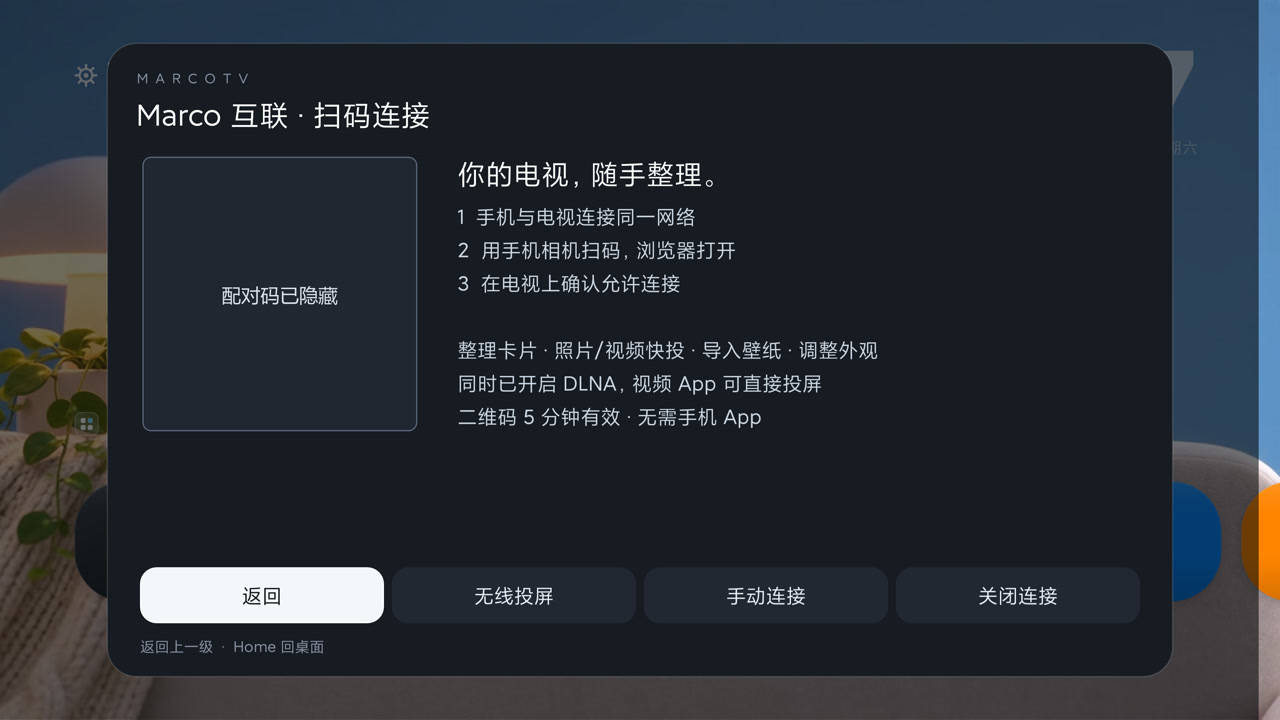 MARCOTV
Marco 互联 · 扫码连接
配对码已隐藏
你的电视，随手整理。
1 手机与电视连接同一网络
2 用手机相机扫码，浏览器打开
3 在电视上确认允许连接
整理卡片 · 照片/视频快投 · 导入壁纸 · 调整外观
同时已开启 DLNA，视频 App 可直接投屏
二维码 5 分钟有效 · 无需手机 App
返回
无线投屏
手动连接
关闭连接
返回上一级 · Home 回桌面
7
期六